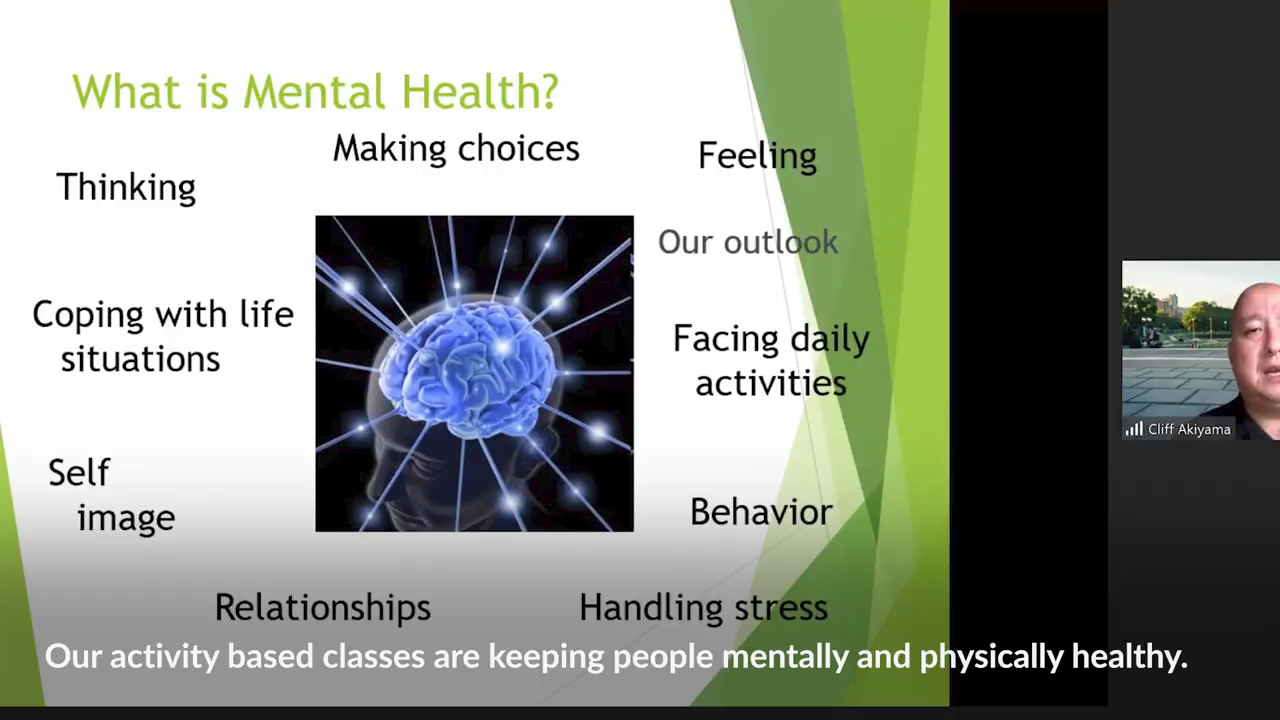 What is Mental Health?
Making choices
Feeling
Thinking
Our outlook
Coping with life
situations
Facing daily
activities
Self
image
Behavior
Relationships
Handling stress
Cliff Akiyama
Our activity based classes are keeping people mentally and physically healthy.